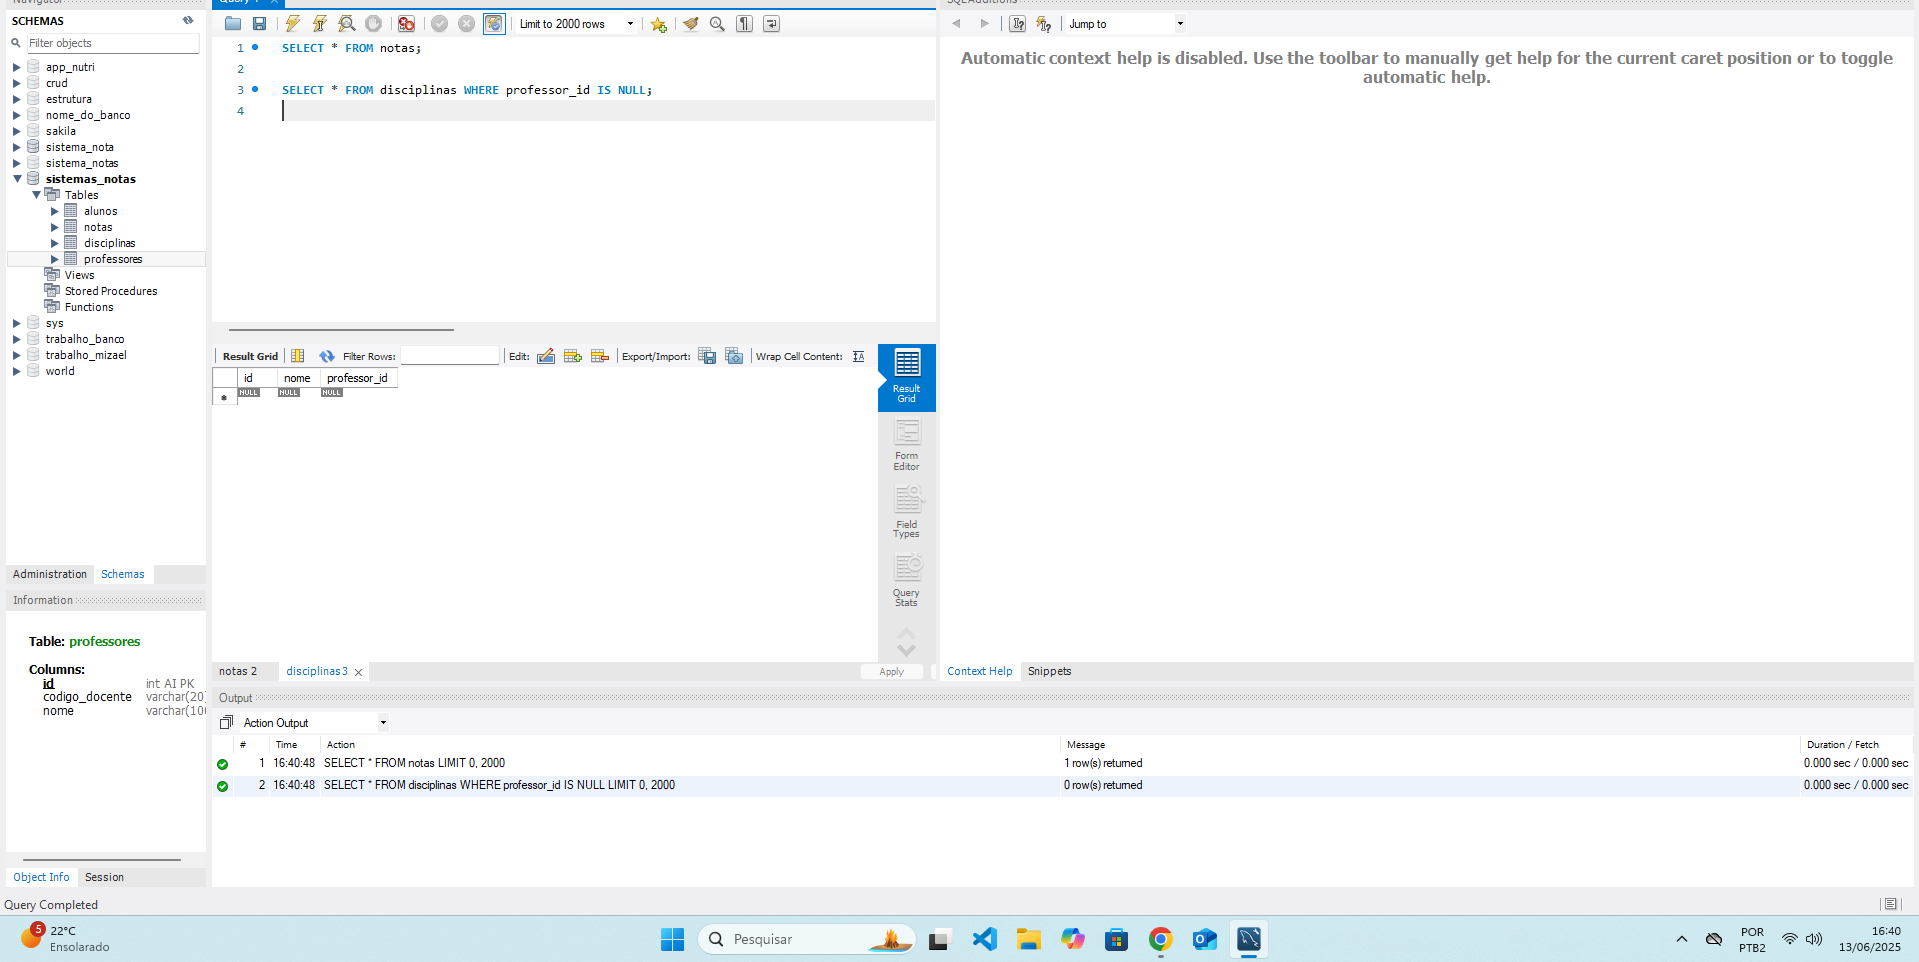 Navigator
SCHEMAS
Filter objects
app_nutri
crud
estrutura
nome_do_banco
sakila
sistema_nota
sistema_notas
sistemas_notas
Tables
alunos
notas
disciplinas
professores
Views
Stored Procedures
Functions
sys
trabalho_banco
trabalho_mizael
world
Administration Schemas
Information
Table: professores
Columns:
id int AI PK
codigo_docente varchar(20)
nome varchar(10
Object Info Session
Query Completed
Limit to 2000 rows
1 SELECT * FROM notas;
2
3 SELECT * FROM disciplinas WHERE professor_id IS NULL;
4
Result Grid Filter Rows: Edit: Export/Import: Wrap Cell Content:
id nome professor_id
NULL NULL NULL
Result
Grid
Form
Editor
Field
Types
Query
Stats
notas 2 disciplinas 3 Apply
SQLAdditions
Jump to
Automatic context help is disabled. Use the toolbar to manually get help for the current caret position or to toggle
automatic help.
Context Help Snippets
Output
Action Output
# Time Action Message Duration / Fetch
1 16:40:48 SELECT * FROM notas LIMIT 0, 2000 1 row(s) returned 0.000 sec / 0.000 sec
2 16:40:48 SELECT * FROM disciplinas WHERE professor_id IS NULL LIMIT 0, 2000 0 row(s) returned 0.000 sec / 0.000 sec
5
22°C
Ensolarado
Pesquisar
POR
PTB2
16:40
13/06/2025